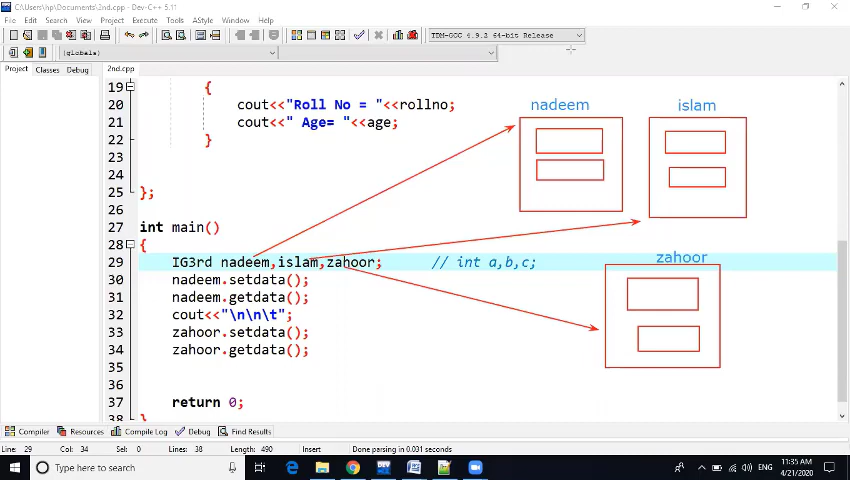 C:\Users\hp\Documents\2nd.cpp - Dev-C++ 5.11
File Edit Search View Project Execute Tools AStyle Window Help
TDM-GCC 4.9.2 64-bit Release
(globals)
Project Classes Debug 2nd.cpp
19 {
20 cout<<"Roll No = "<<rollno;
21 cout<<" Age= "<<age;
22 }
23
24
25 };
26
27 int main()
28 {
29 IG3rd nadeem,islam,zahoor; // int a,b,c;
30 nadeem.setdata();
31 nadeem.getdata();
32 cout<<"\n\n\t";
33 zahoor.setdata();
34 zahoor.getdata();
35
36
37 return 0;
38 }
nadeem
islam
zahoor
Compiler Resources Compile Log Debug Find Results
Line: 29 Col: 34 Sel: 0 Lines: 38 Length: 490 Insert Done parsing in 0.031 seconds
Type here to search
DEV
ENG
11:35 AM
4/21/2020